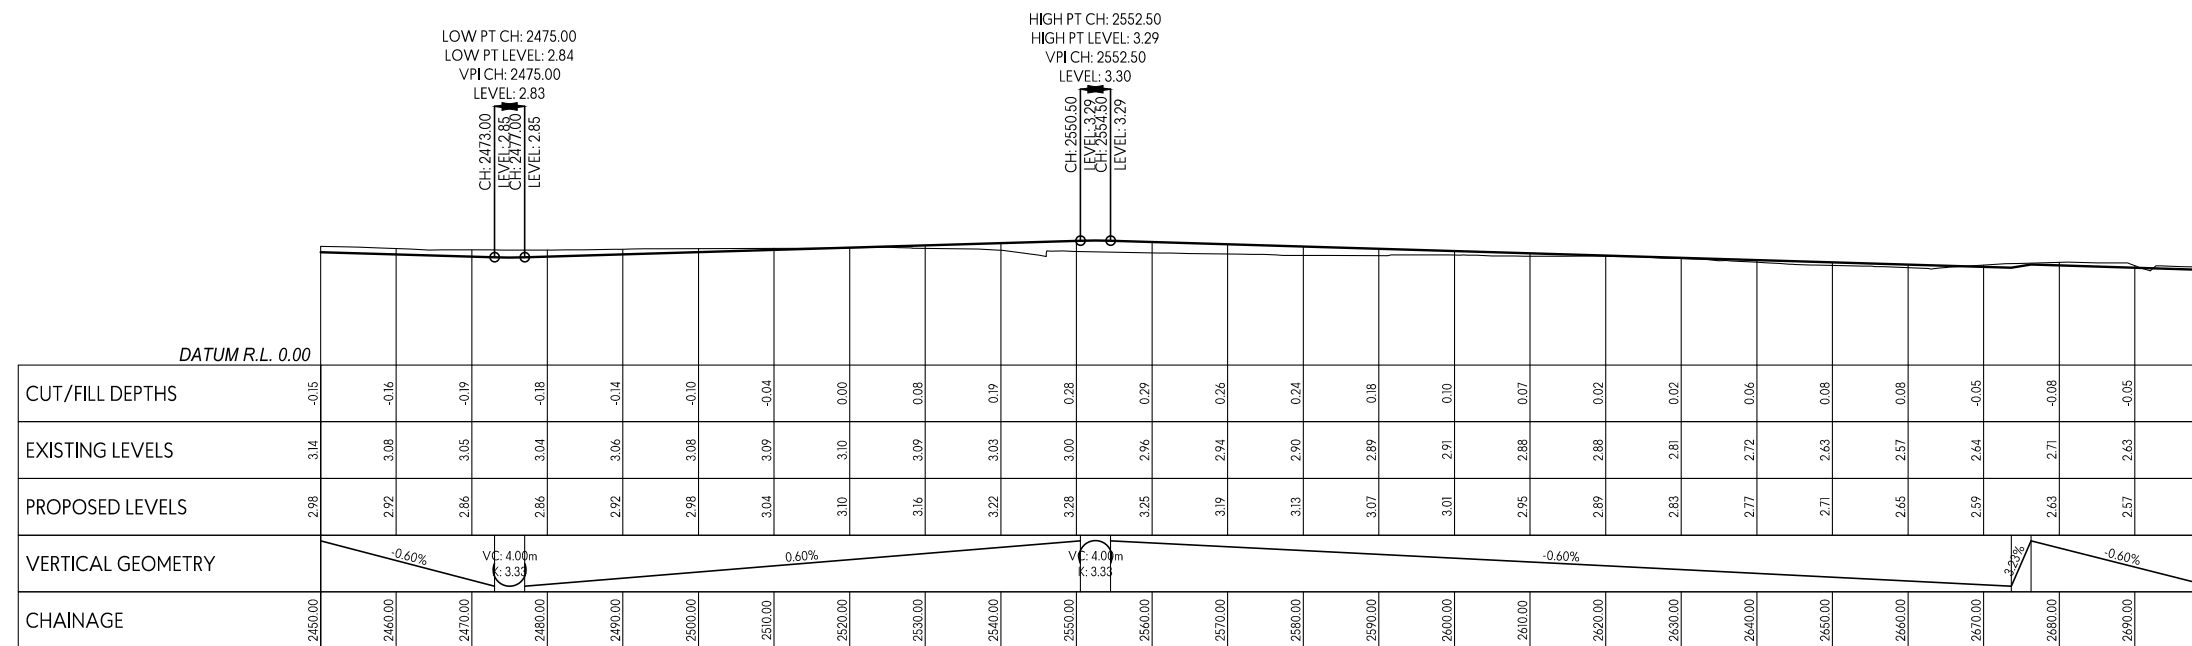 LOW PT CH: 2475.00
LOW PT LEVEL: 2.84
VPI CH: 2475.00
LEVEL: 2.83
CH: 2473.00
LEVEL: 2.85
CH: 2477.00
LEVEL: 2.85
HIGH PT CH: 2552.50
HIGH PT LEVEL: 3.29
VPI CH: 2552.50
LEVEL: 3.30
CH: 2550.50
LEVEL: 3.29
CH: 2554.50
LEVEL: 3.29
DATUM R.L. 0.00
CUT/FILL DEPTHS -0.15 -0.16 -0.19 -0.18 -0.14 -0.10 -0.04 0.00 0.08 0.19 0.28 0.29 0.26 0.24 0.18 0.10 0.07 0.02 0.02 0.06 0.08 0.08 -0.05 -0.08 -0.05
EXISTING LEVELS 3.14 3.08 3.05 3.04 3.06 3.08 3.09 3.10 3.09 3.03 3.00 2.96 2.94 2.90 2.89 2.91 2.88 2.88 2.81 2.72 2.63 2.57 2.64 2.71 2.63
PROPOSED LEVELS 2.98 2.92 2.86 2.86 2.92 2.98 3.04 3.10 3.16 3.22 3.28 3.25 3.19 3.13 3.07 3.01 2.95 2.89 2.83 2.77 2.71 2.65 2.59 2.63 2.57
VERTICAL GEOMETRY -0.60% VC: 4.00m K: 3.33 0.60% VC: 4.00m K: 3.33 -0.60% 3.23% -0.60%
CHAINAGE 2450.00 2460.00 2470.00 2480.00 2490.00 2500.00 2510.00 2520.00 2530.00 2540.00 2550.00 2560.00 2570.00 2580.00 2590.00 2600.00 2610.00 2620.00 2630.00 2640.00 2650.00 2660.00 2670.00 2680.00 2690.00